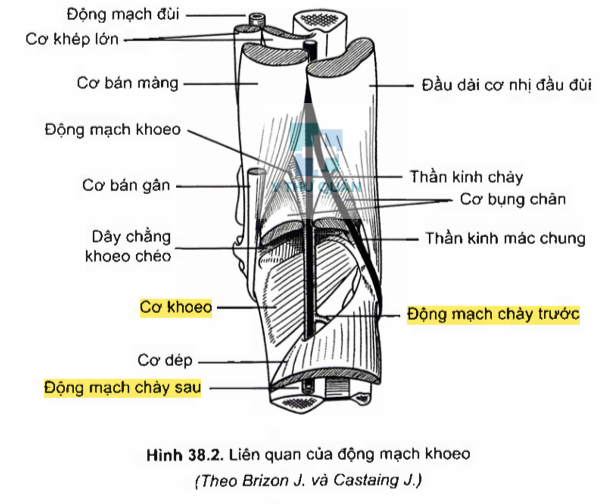 Động mạch đùi
Cơ khép lớn
Cơ bán màng
Đầu dài cơ nhị đầu đùi
Động mạch khoeo
Thần kinh chày
Cơ bán gân
Cơ bụng chân
Dây chằng
khoeo chéo
Thần kinh mác chung
Cơ khoeo
Động mạch chày trước
Cơ dép
Động mạch chày sau
Y THƯ QUÁN
Hình 38.2. Liên quan của động mạch khoeo
(Theo Brizon J. và Castaing J.)